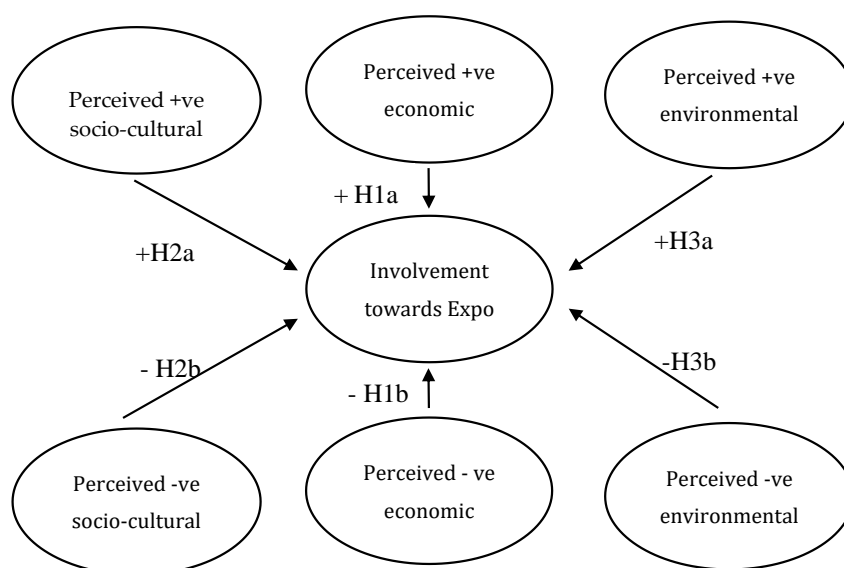 Perceived +ve
socio-cultural
Perceived +ve
economic
Perceived +ve
environmental
+ H1a
+H2a
+H3a
Involvement
towards Expo
- H2b
- H1b
-H3b
Perceived -ve
socio-cultural
Perceived - ve
economic
Perceived -ve
environmental